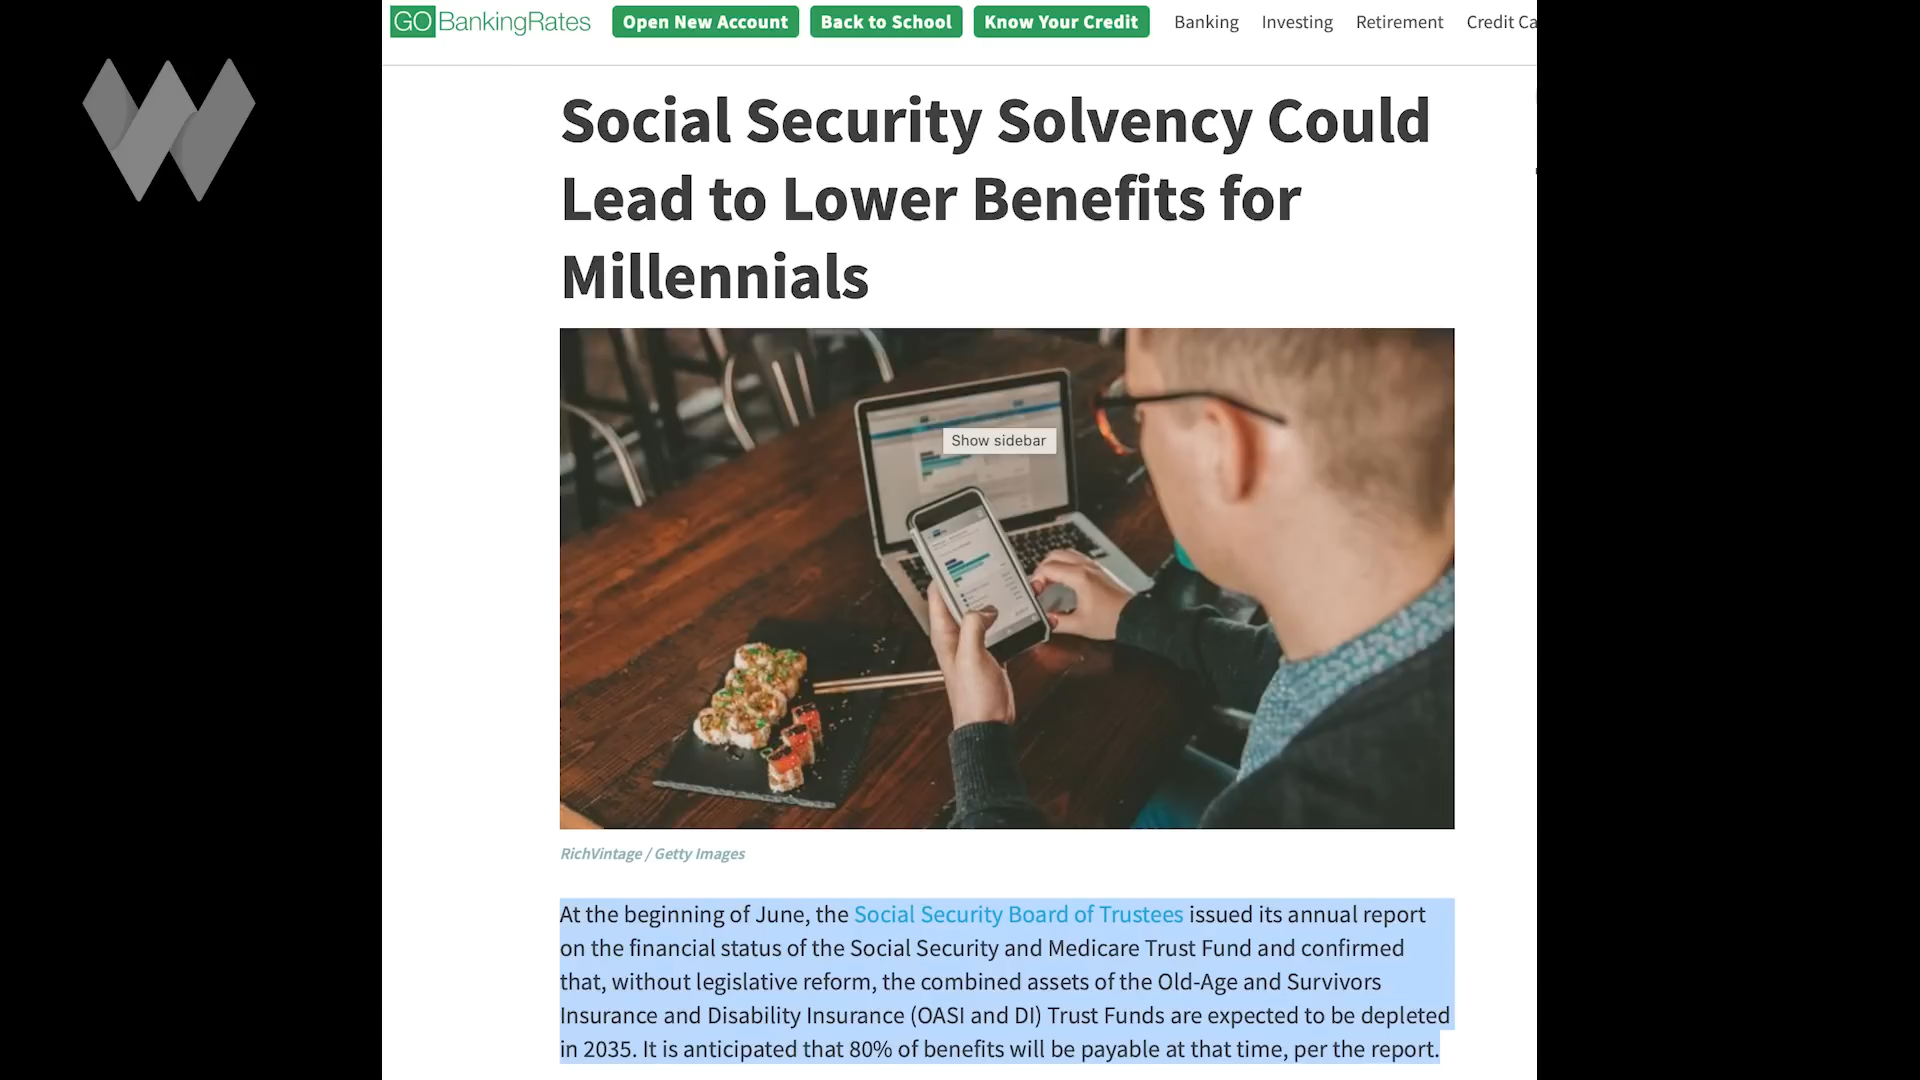 GOBankingRates Open New Account Back to School Know Your Credit Banking Investing Retirement Credit Ca
Social Security Solvency Could
Lead to Lower Benefits for
Millennials
Show sidebar
RichVintage / Getty Images
At the beginning of June, the Social Security Board of Trustees issued its annual report
on the financial status of the Social Security and Medicare Trust Fund and confirmed
that, without legislative reform, the combined assets of the Old-Age and Survivors
Insurance and Disability Insurance (OASI and DI) Trust Funds are expected to be depleted
in 2035. It is anticipated that 80% of benefits will be payable at that time, per the report.